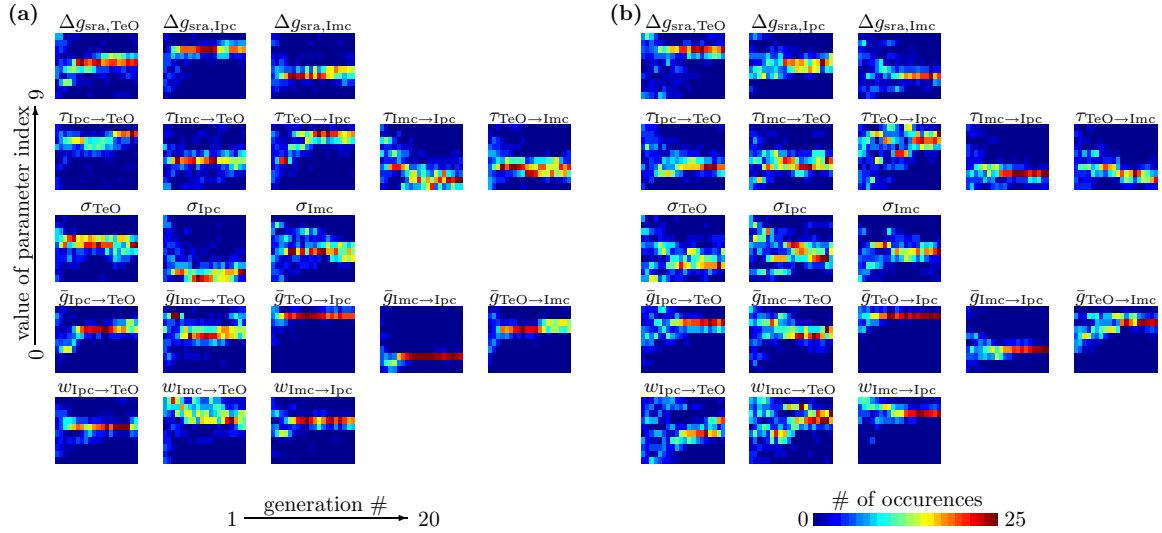 (a) (b)
Δg_sra,TeO Δg_sra,Ipc Δg_sra,Imc Δg_sra,TeO Δg_sra,Ipc Δg_sra,Imc
τ_Ipc→TeO τ_Imc→TeO τ_TeO→Ipc τ_Imc→Ipc τ_TeO→Imc τ_Ipc→TeO τ_Imc→TeO τ_TeO→Ipc τ_Imc→Ipc τ_TeO→Imc
σ_TeO σ_Ipc σ_Imc σ_TeO σ_Ipc σ_Imc
ḡ_Ipc→TeO ḡ_Imc→TeO ḡ_TeO→Ipc ḡ_Imc→Ipc ḡ_TeO→Imc ḡ_Ipc→TeO ḡ_Imc→TeO ḡ_TeO→Ipc ḡ_Imc→Ipc ḡ_TeO→Imc
w_Ipc→TeO w_Imc→TeO w_Imc→Ipc w_Ipc→TeO w_Imc→TeO w_Imc→Ipc
0 9
value of parameter index
generation #
1 20
# of occurences
0 25